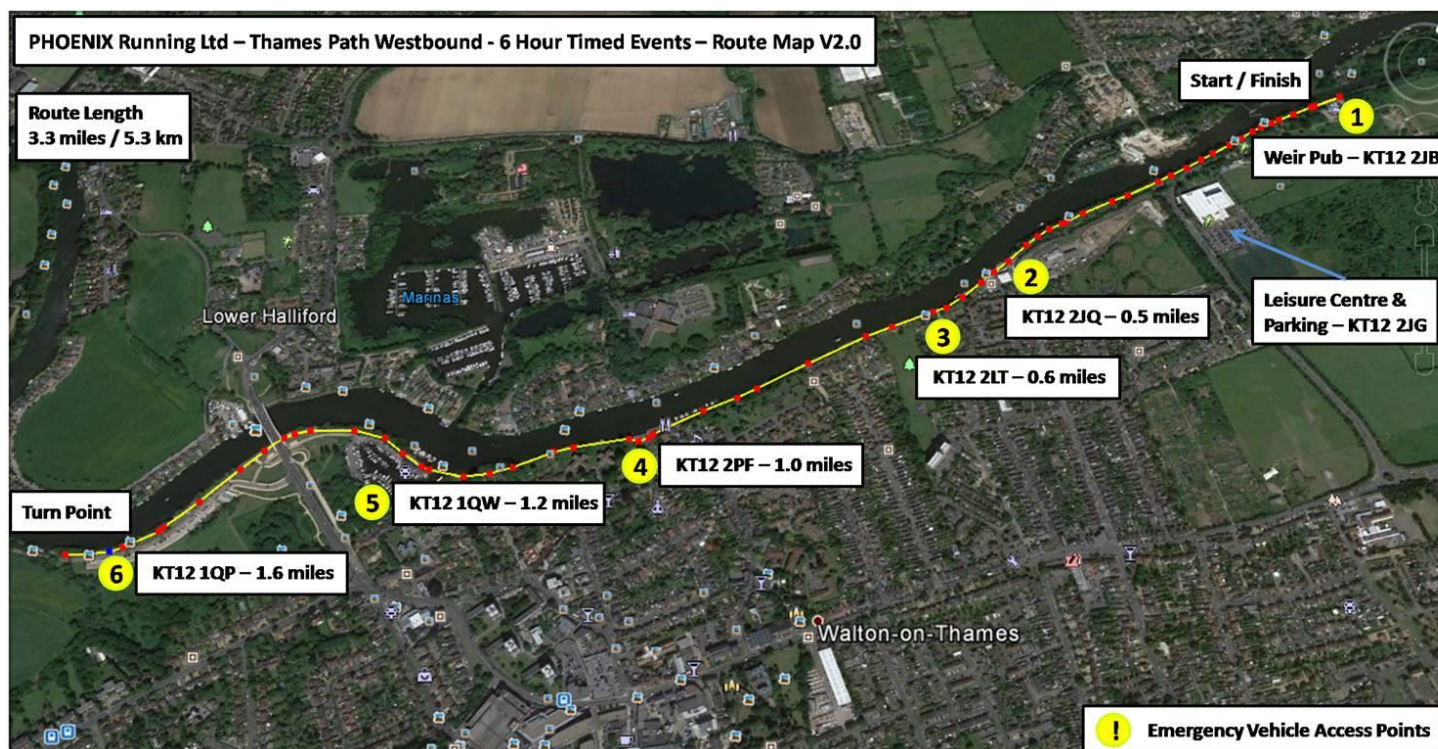 PHOENIX Running Ltd – Thames Path Westbound - 6 Hour Timed Events – Route Map V2.0
Route Length
3.3 miles / 5.3 km
Start / Finish
1
Weir Pub – KT12 2JB
2
KT12 2JQ – 0.5 miles
Leisure Centre &
Parking – KT12 2JG
3
KT12 2LT – 0.6 miles
Marinas
Lower Halliford
4
KT12 2PF – 1.0 miles
5
KT12 1QW – 1.2 miles
Turn Point
6
KT12 1QP – 1.6 miles
Walton-on-Thames
! Emergency Vehicle Access Points